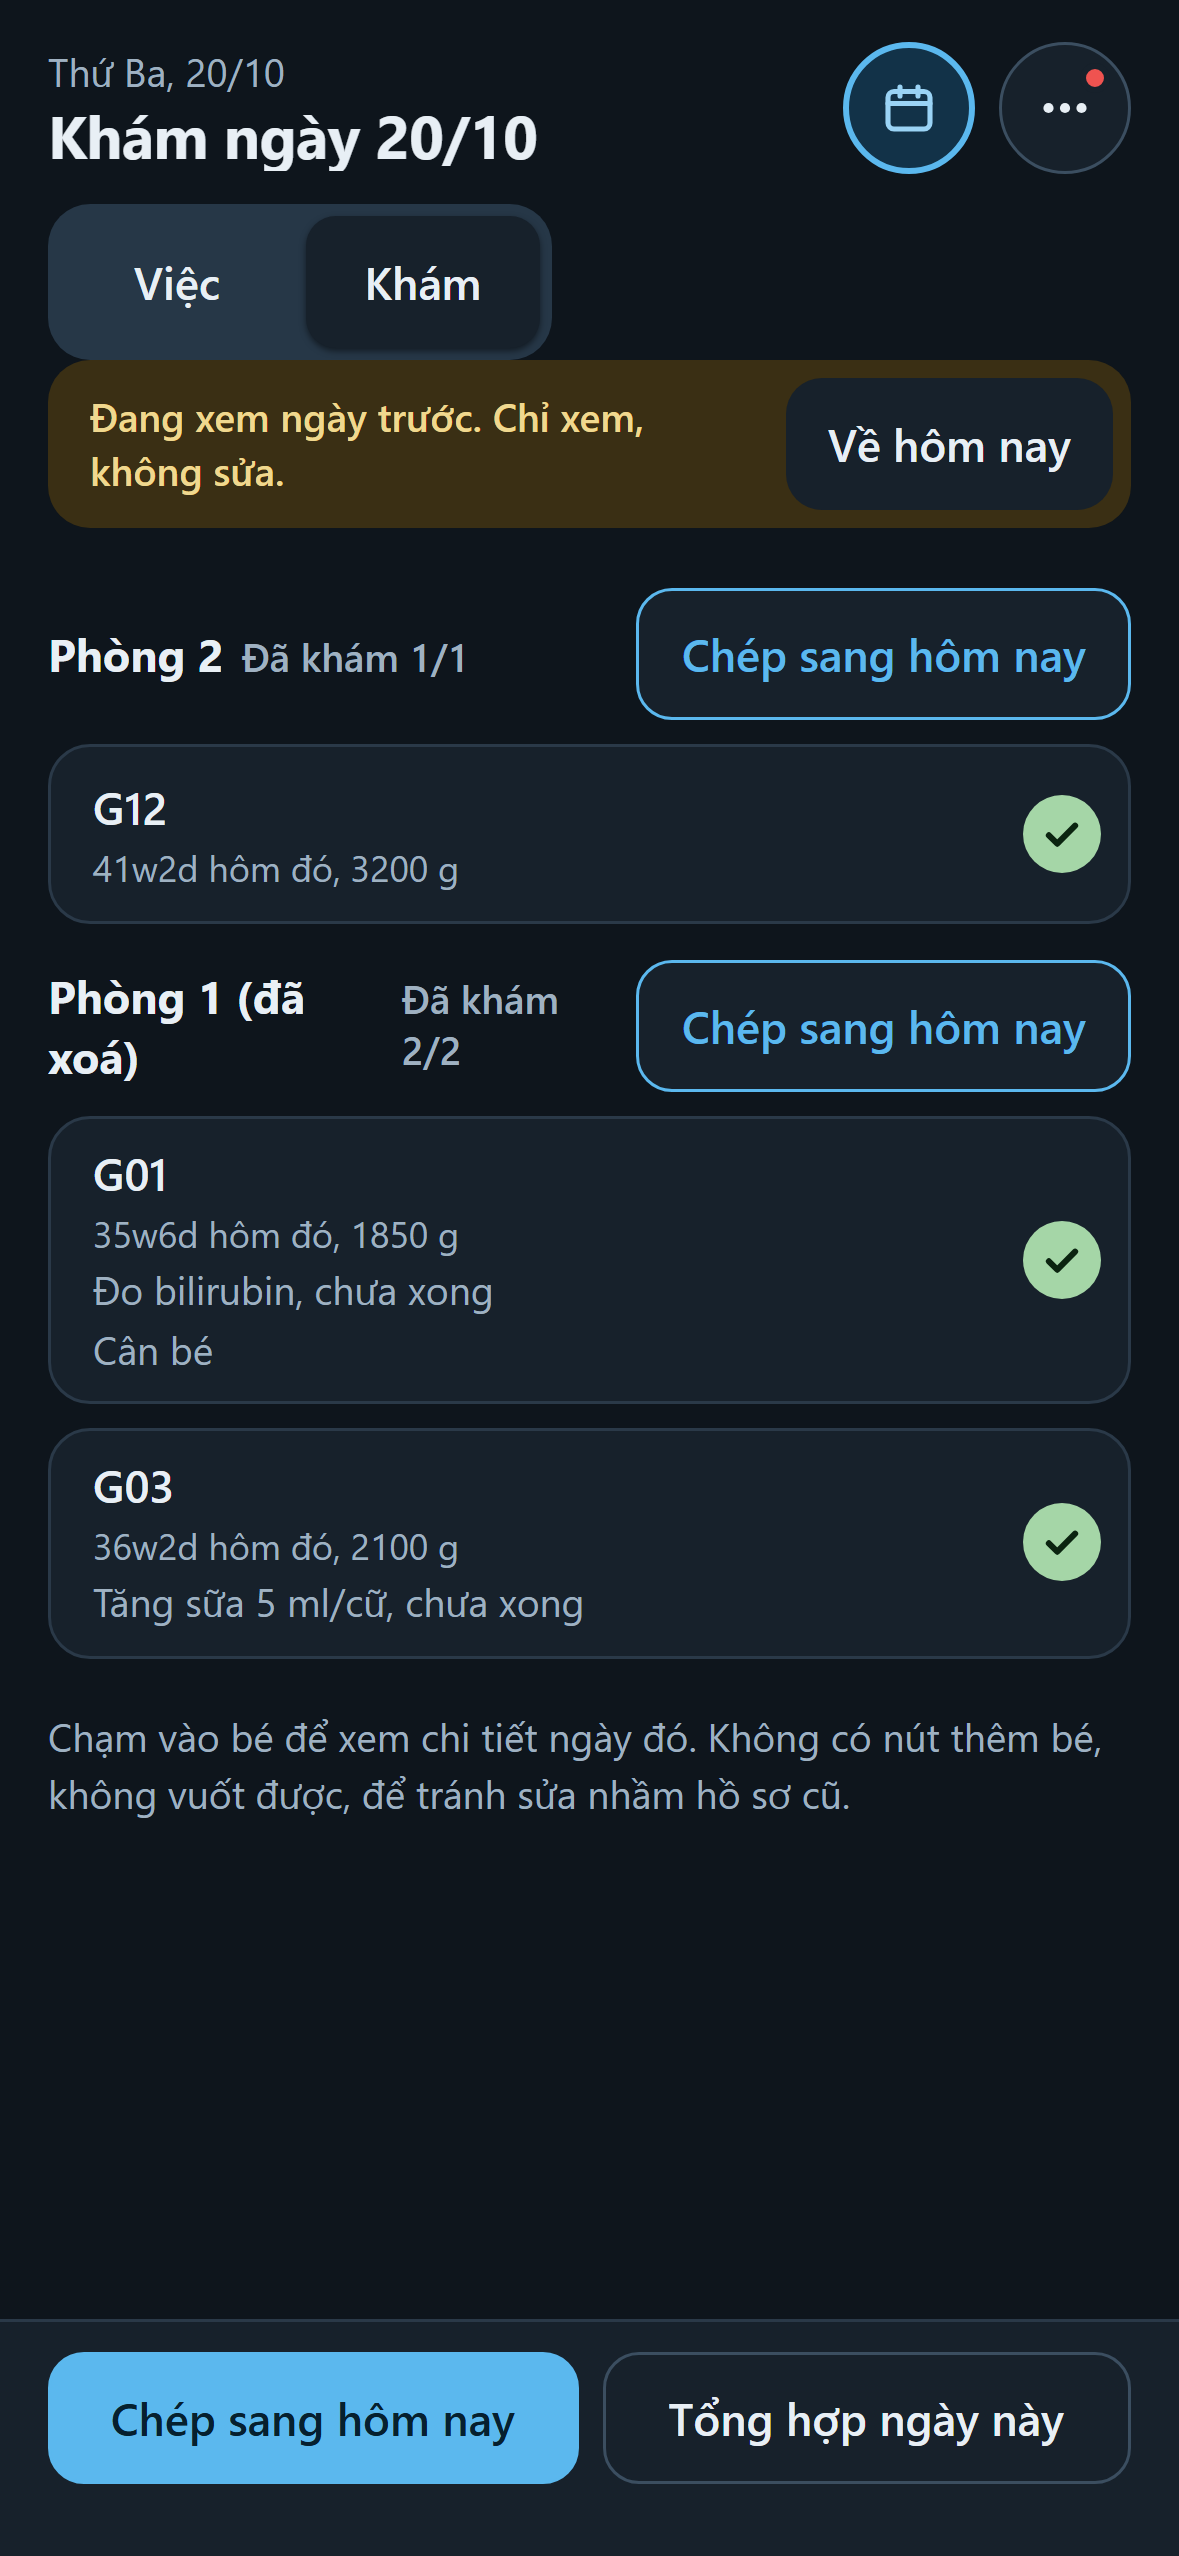 Thứ Ba, 20/10
Khám ngày 20/10
Việc
Khám
Đang xem ngày trước. Chỉ xem,
không sửa.
Về hôm nay
Phòng 2 Đã khám 1/1
Chép sang hôm nay
G12
41w2d hôm đó, 3200 g
Phòng 1 (đã
xoá)
Đã khám
2/2
Chép sang hôm nay
G01
35w6d hôm đó, 1850 g
Đo bilirubin, chưa xong
Cân bé
G03
36w2d hôm đó, 2100 g
Tăng sữa 5 ml/cữ, chưa xong
Chạm vào bé để xem chi tiết ngày đó. Không có nút thêm bé,
không vuốt được, để tránh sửa nhầm hồ sơ cũ.
Chép sang hôm nay
Tổng hợp ngày này